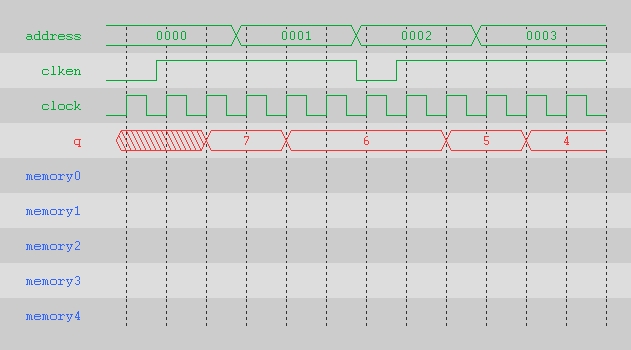 address 0000 0001 0002 0003
clken
clock
q 7 6 5 4
memory0
memory1
memory2
memory3
memory4